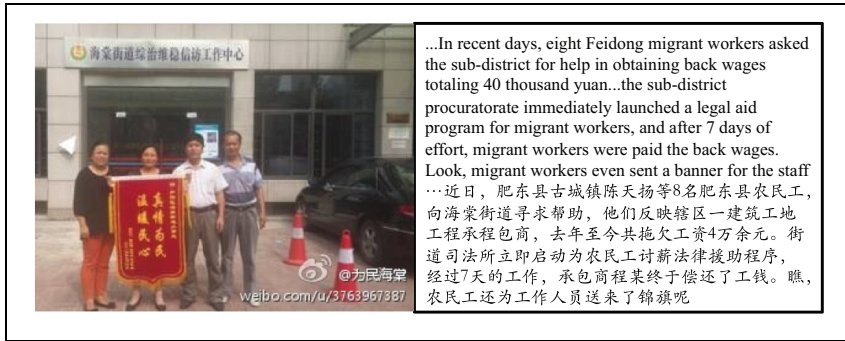 海棠街道综治维稳信访工作中心
真情为民
温暖民心
@为民海棠
weibo.com/u/3763967387
...In recent days, eight Feidong migrant workers asked
the sub-district for help in obtaining back wages
totaling 40 thousand yuan...the sub-district
procuratorate immediately launched a legal aid
program for migrant workers, and after 7 days of
effort, migrant workers were paid the back wages.
Look, migrant workers even sent a banner for the staff
…近日，肥东县古城镇陈天扬等8名肥东县农民工，
向海棠街道寻求帮助，他们反映辖区一建筑工地
工程承程包商，去年至今共拖欠工资4万余元。街
道司法所立即启动为农民工讨薪法律援助程序，
经过7天的工作，承包商程某终于偿还了工钱。瞧，
农民工还为工作人员送来了锦旗呢